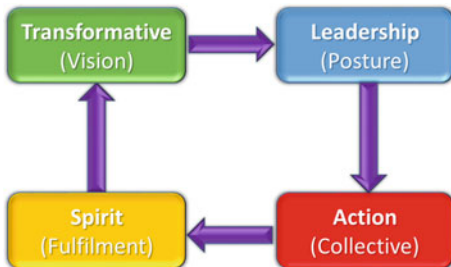 Transformative
(Vision)
Leadership
(Posture)
Spirit
(Fulfilment)
Action
(Collective)